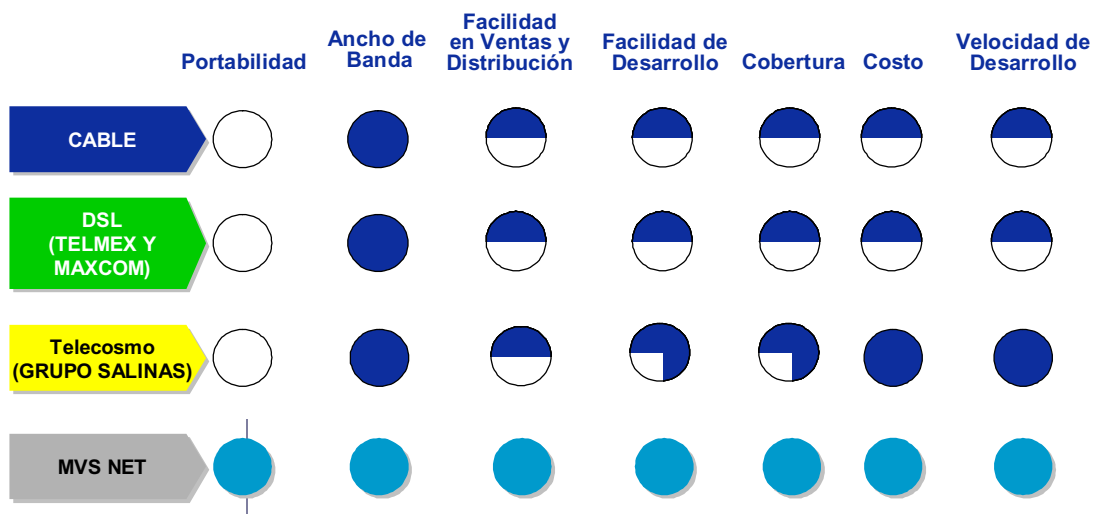 Portabilidad
Ancho de
Banda
Facilidad
en Ventas y
Distribución
Facilidad de
Desarrollo
Cobertura
Costo
Velocidad de
Desarrollo
CABLE
DSL
(TELMEX Y
MAXCOM)
Telecosmo
(GRUPO SALINAS)
MVS NET